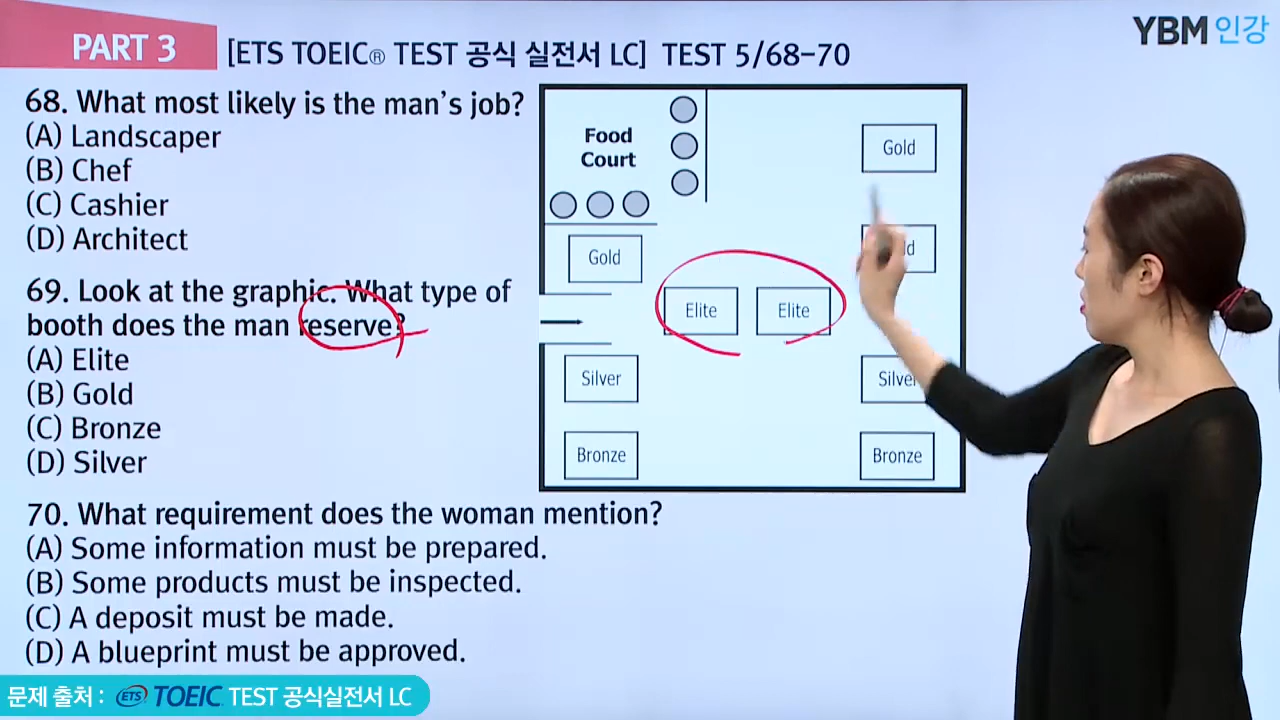 PART 3
[ETS TOEIC® TEST 공식 실전서 LC] TEST 5/68-70
YBM 인강
68. What most likely is the man's job?
(A) Landscaper
(B) Chef
(C) Cashier
(D) Architect
69. Look at the graphic. What type of
booth does the man reserve?
(A) Elite
(B) Gold
(C) Bronze
(D) Silver
Food
Court
Gold
Gold
Elite
Elite
Silver
Silver
Bronze
Bronze
70. What requirement does the woman mention?
(A) Some information must be prepared.
(B) Some products must be inspected.
(C) A deposit must be made.
(D) A blueprint must be approved.
문제 출처 : ETS TOEIC TEST 공식실전서 LC